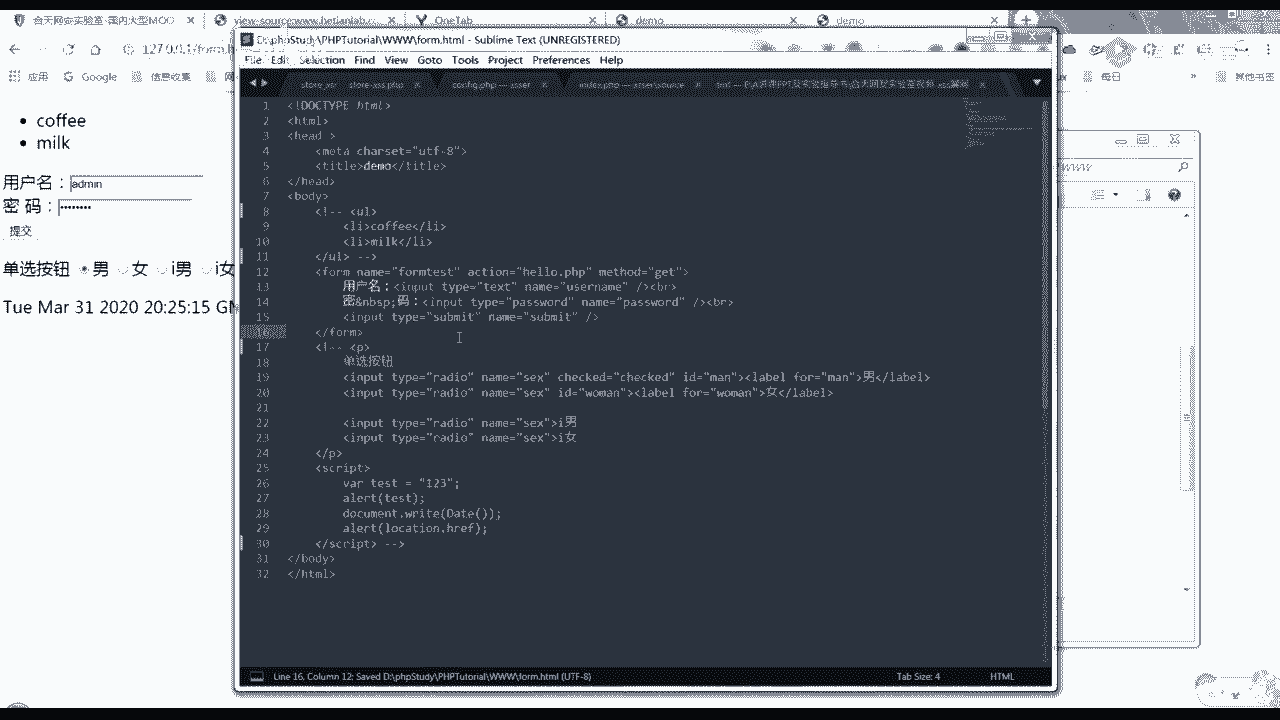 合天网安实验室-国内大型MOO
view-source:www.hetianlab.c
OneTab
demo
demo
127.0.0.1/form.h
应用
Google
信息收集
每日
其他书签
coffee
milk
用户名：admin
密 码：••••••••
提交
单选按钮 男 女 i男 i女
Tue Mar 31 2020 20:25:15 GM
D:\phpStudy\PHPTutorial\WWW\form.html - Sublime Text (UNREGISTERED)
File Edit Selection Find View Goto Tools Project Preferences Help
config.php — xsser
index.php — xsser\source
1 <!DOCTYPE html>
2 <html>
3 <head >
4 <meta charset="utf-8">
5 <title>demo</title>
6 </head>
7 <body>
8 <!-- <ul>
9 <li>coffee</li>
10 <li>milk</li>
11 </ul> -->
12 <form name="formtest" action="hello.php" method="get">
13 用户名：<input type="text" name="username" /><br>
14 密&nbsp;码：<input type="password" name="password" /><br>
15 <input type="submit" name="submit" />
16 </form>
17 <!-- <p>
18 单选按钮
19 <input type="radio" name="sex" checked="checked" id="man"><label for="man">男</label>
20 <input type="radio" name="sex" id="woman"><label for="woman">女</label>
21
22 <input type="radio" name="sex">i男
23 <input type="radio" name="sex">i女
24 </p>
25 <script>
26 var test = "123";
27 alert(test);
28 document.write(Date());
29 alert(location.href);
30 </script> -->
31 </body>
32 </html>
Line 16, Column 12; Saved D:\phpStudy\PHPTutorial\WWW\form.html (UTF-8)
Tab Size: 4
HTML